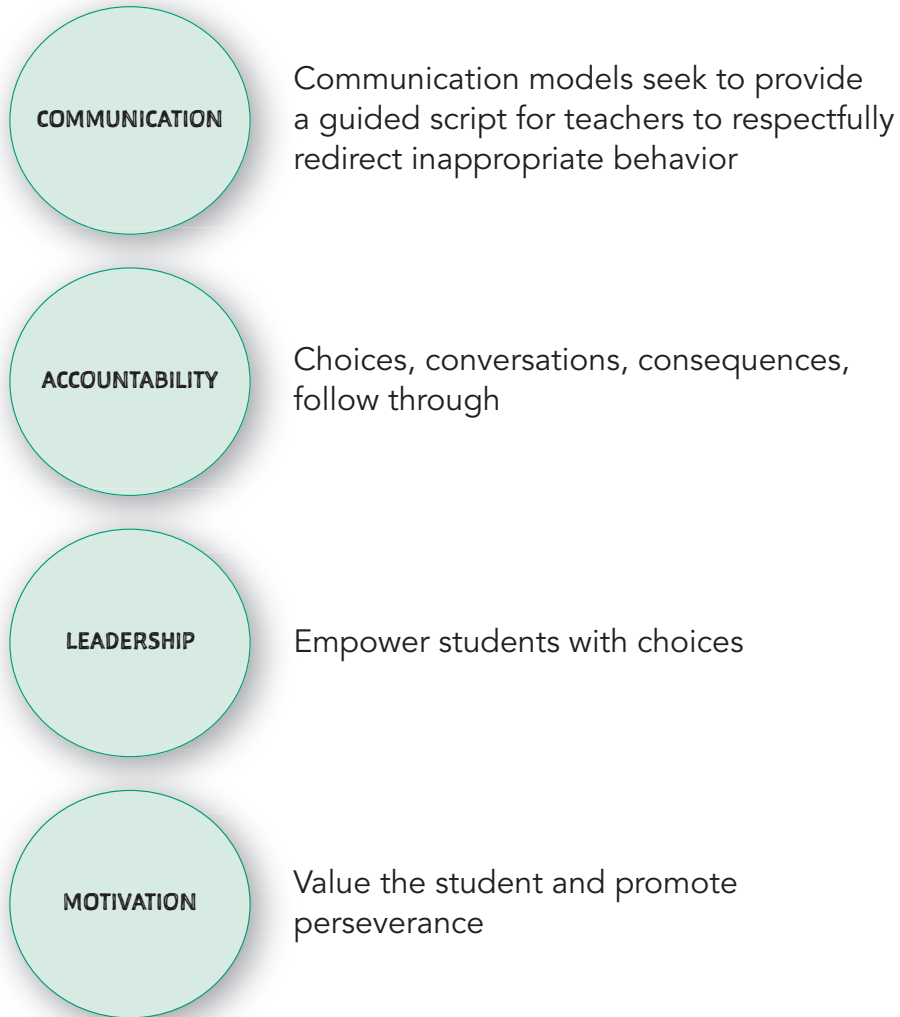 COMMUNICATION
Communication models seek to provide
a guided script for teachers to respectfully
redirect inappropriate behavior
ACCOUNTABILITY
Choices, conversations, consequences,
follow through
LEADERSHIP
Empower students with choices
MOTIVATION
Value the student and promote
perseverance